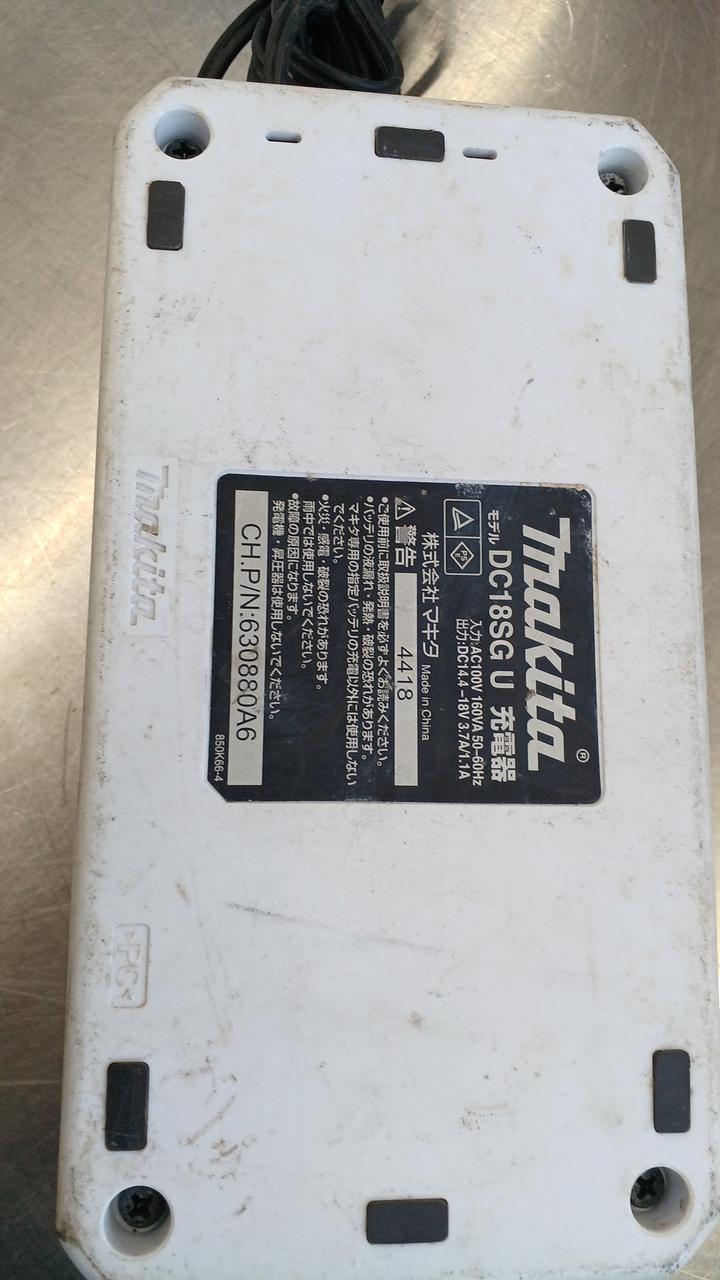 Makita®
モデル DC18SG U 充電器
入力:AC100V 160VA 50-60Hz
出力:DC14.4-18V 3.7A/1.1A
PS
E
株式会社マキタ Made in China
警告 4418
●ご使用前に取扱説明書を必ずよくお読みください。
●バッテリの液漏れ・発熱・破裂の恐れがあります。
マキタ専用の指定バッテリの充電以外には使用しない
でください。
●火災・感電・破裂の恐れがあります。
雨中では使用しないでください。
●故障の原因になります。
発電機・昇圧器は使用しないでください。
CH.P/N:630880A6
850K66-4
Makita
>PC<